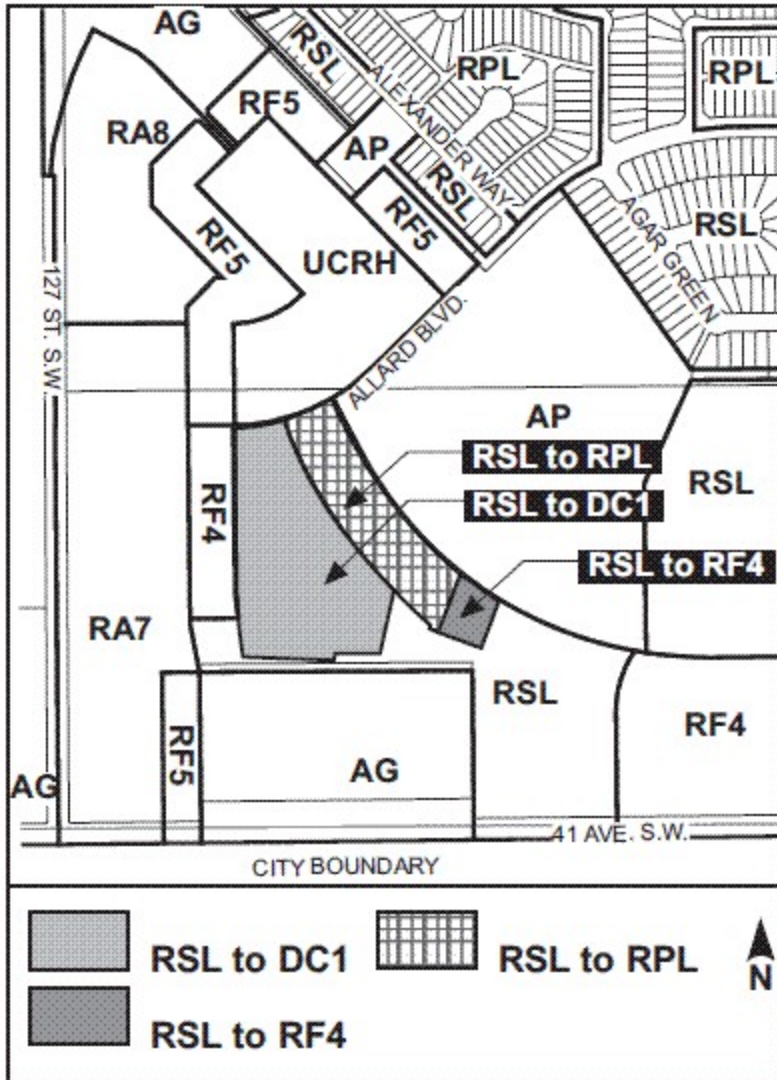 AG
RSL
RPL
RPL
ALEXANDER WAY
RF5
RA8
AP
RSL
RF5
RSL
AGAR GREEN
RF5
UCRH
127 ST. S.W
ALLARD BLVD.
AP
RSL to RPL
RSL
RSL to DC1
RF4
RSL to RF4
RA7
RSL
RF4
RF5
AG
AG
41 AVE. S.W.
CITY BOUNDARY
RSL to DC1
RSL to RPL
N
RSL to RF4